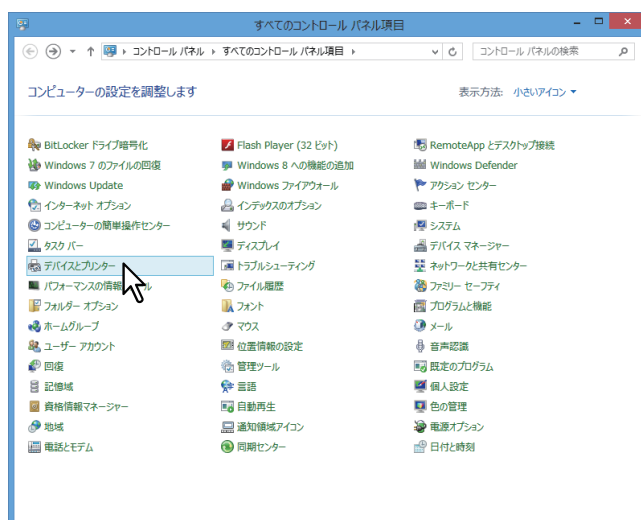 すべてのコントロール パネル項目
コントロール パネル ▸ すべてのコントロール パネル項目 ▸
コントロール パネルの検索
コンピューターの設定を調整します
表示方法: 小さいアイコン
BitLocker ドライブ暗号化
Flash Player (32 ビット)
RemoteApp とデスクトップ接続
Windows 7 のファイルの回復
Windows 8 への機能の追加
Windows Defender
Windows Update
Windows ファイアウォール
アクション センター
インターネット オプション
インデックスのオプション
キーボード
コンピューターの簡単操作センター
サウンド
システム
タスク バー
ディスプレイ
デバイス マネージャー
デバイスとプリンター
トラブルシューティング
ネットワークと共有センター
パフォーマンスの情報 ール
ファイル履歴
ファミリー セーフティ
フォルダー オプション
フォント
プログラムと機能
ホームグループ
マウス
メール
ユーザー アカウント
位置情報の設定
音声認識
回復
管理ツール
既定のプログラム
記憶域
言語
個人設定
資格情報マネージャー
自動再生
色の管理
地域
通知領域アイコン
電源オプション
電話とモデム
同期センター
日付と時刻